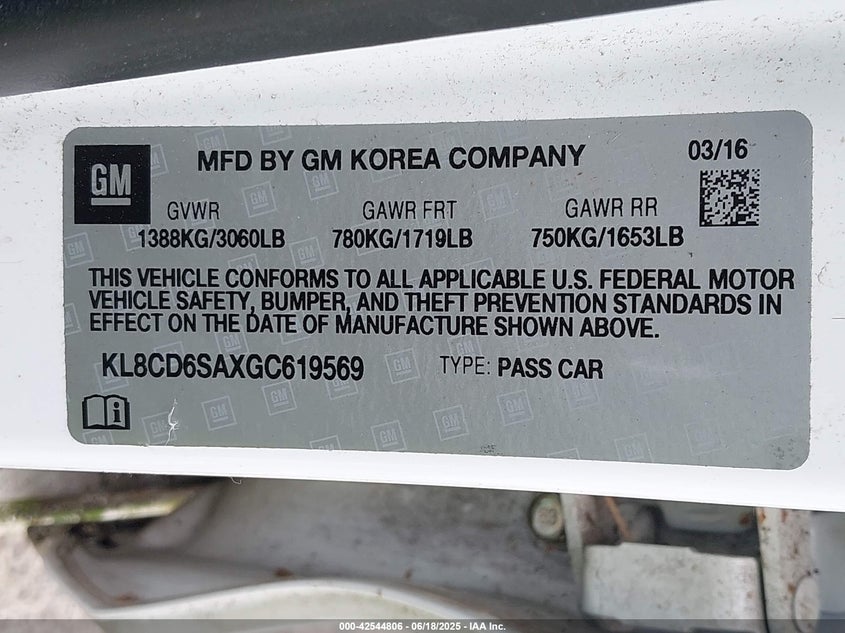 GM
MFD BY GM KOREA COMPANY
03/16
GVWR
GAWR FRT
GAWR RR
1388KG/3060LB
780KG/1719LB
750KG/1653LB
THIS VEHICLE CONFORMS TO ALL APPLICABLE U.S. FEDERAL MOTOR
VEHICLE SAFETY, BUMPER, AND THEFT PREVENTION STANDARDS IN
EFFECT ON THE DATE OF MANUFACTURE SHOWN ABOVE.
KL8CD6SAXGC619569
TYPE: PASS CAR
000-42544806 - 06/18/2025 - IAA Inc.